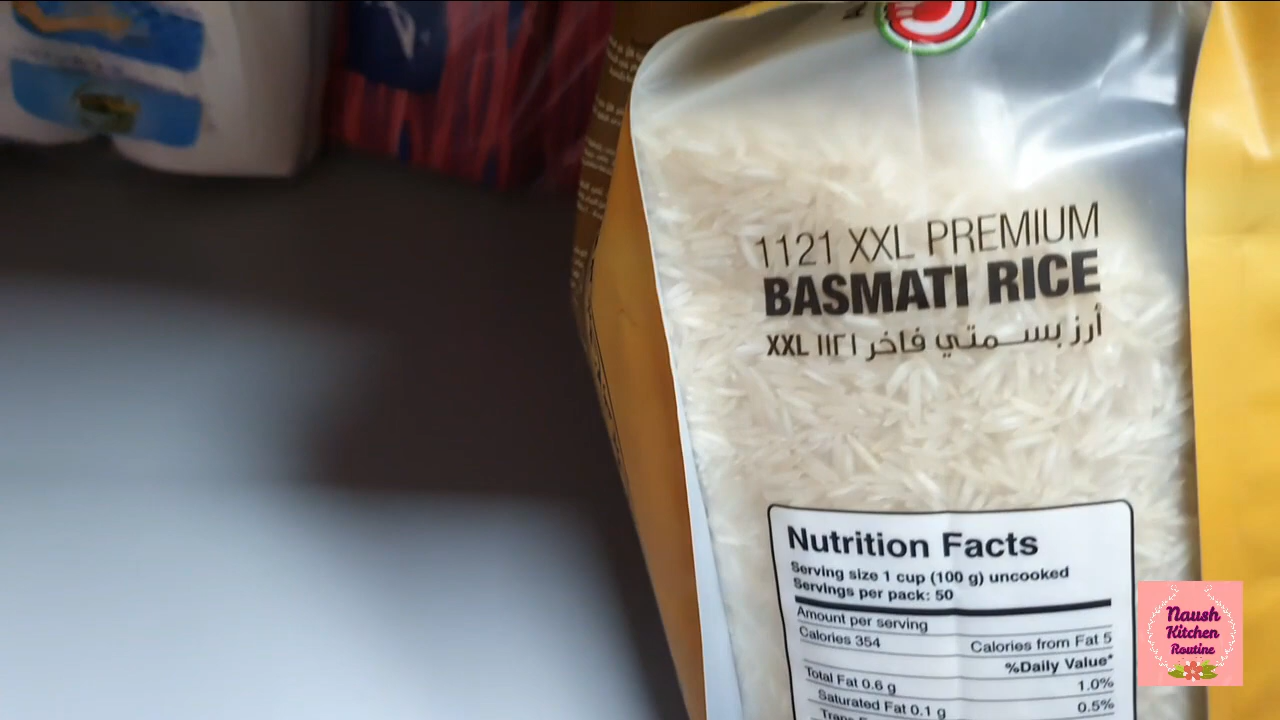 1121 XXL PREMIUM
BASMATI RICE
أرز بسمتي فاخر ١١٢١ XXL
Nutrition Facts
Serving size 1 cup (100 g) uncooked
Servings per pack: 50
Amount per serving
Calories 354 Calories from Fat 5
%Daily Value*
Total Fat 0.6 g 1.0%
Saturated Fat 0.1 g 0.5%
Naush
Kitchen
Routine